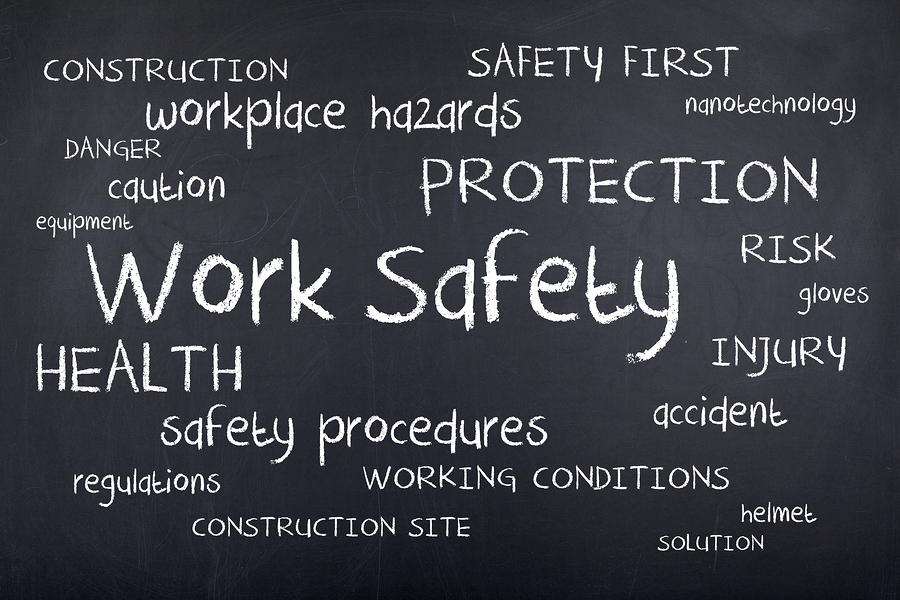 CONSTRUCTION
SAFETY FIRST
workplace hazards
nanotechnology
DANGER
caution
PROTECTION
equipment
Work Safety
RISK
gloves
HEALTH
INJURY
safety procedures
accident
regulations
WORKING CONDITIONS
CONSTRUCTION SITE
helmet
SOLUTION